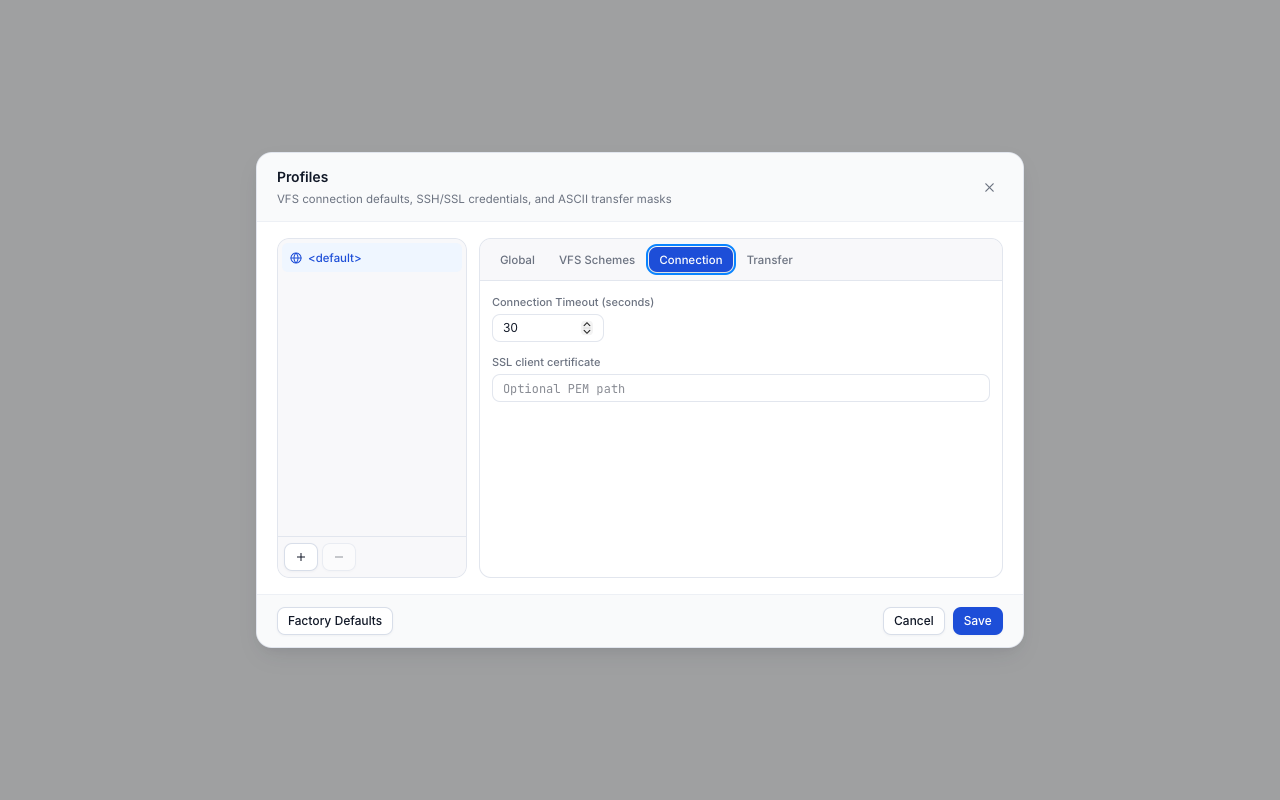 Profiles
VFS connection defaults, SSH/SSL credentials, and ASCII transfer masks
<default>
Global
VFS Schemes
Connection
Transfer
Connection Timeout (seconds)
30
SSL client certificate
Optional PEM path
Factory Defaults
Cancel
Save